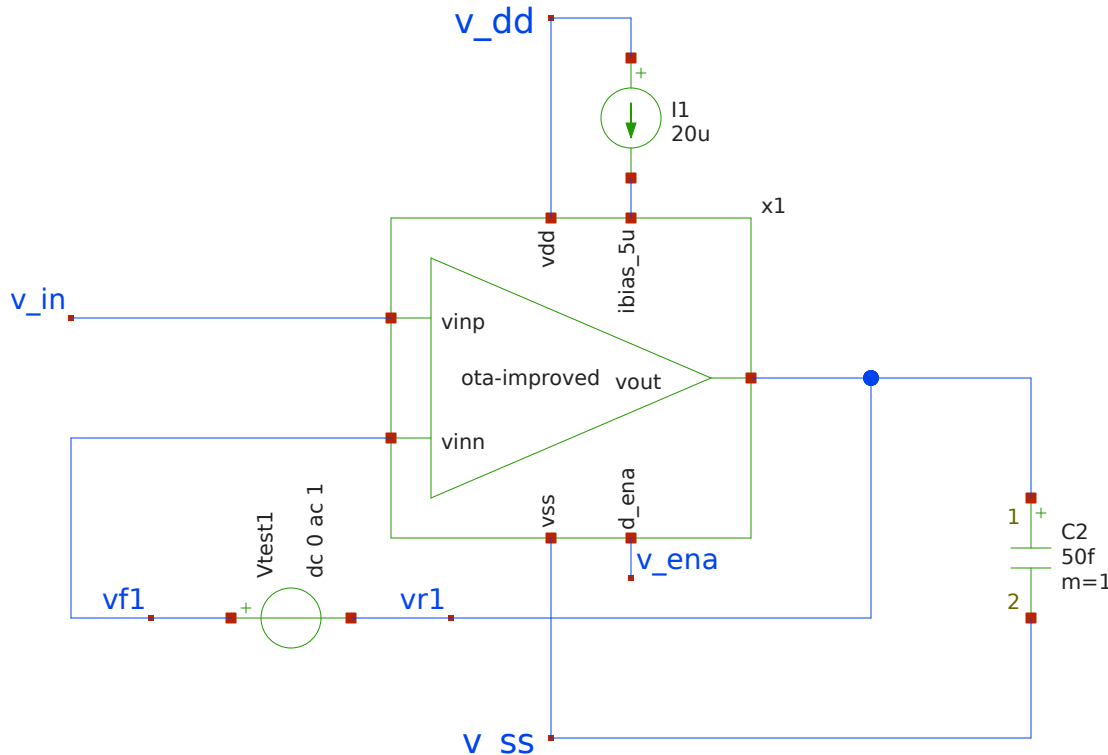 v_dd
+
I1
20u
x1
vdd
ibias_5u
v_in
vinp
ota-improved
vout
vinn
vss
d_ena
v_ena
Vtest1
dc 0 ac 1
vf1
+
vr1
1
+
C2
50f
m=1
2
v_ss